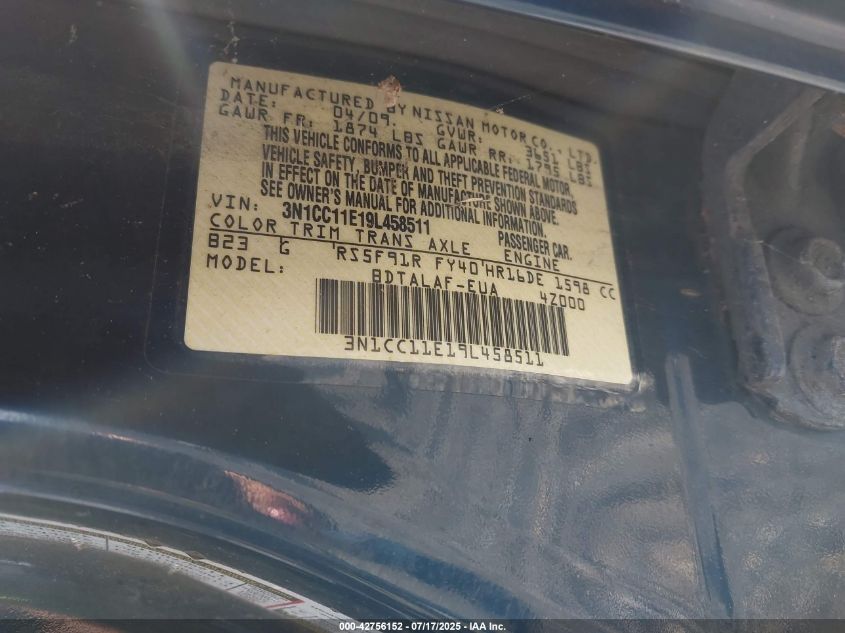 MANUFACTURED BY NISSAN MOTOR CO., LTD.
DATE: 04/09 GVWR: 3651 LBS
GAWR FR: 1874 LBS GAWR RR: 1795 LBS
THIS VEHICLE CONFORMS TO ALL APPLICABLE FEDERAL MOTOR
VEHICLE SAFETY, BUMPER AND THEFT PREVENTION STANDARDS
IN EFFECT ON THE DATE OF MANUFACTURE SHOWN ABOVE.
SEE OWNER'S MANUAL FOR ADDITIONAL INFORMATION.
VIN: 3N1CC11E19L458511 PASSENGER CAR.
COLOR TRIM TRANS AXLE ENGINE
B23 G RS5F91R FY40 HR16DE 1598 CC
MODEL: BDTALAF-EUA 4Z000
3N1CC11E19L458511
000-42756152 - 07/17/2025 - IAA Inc.